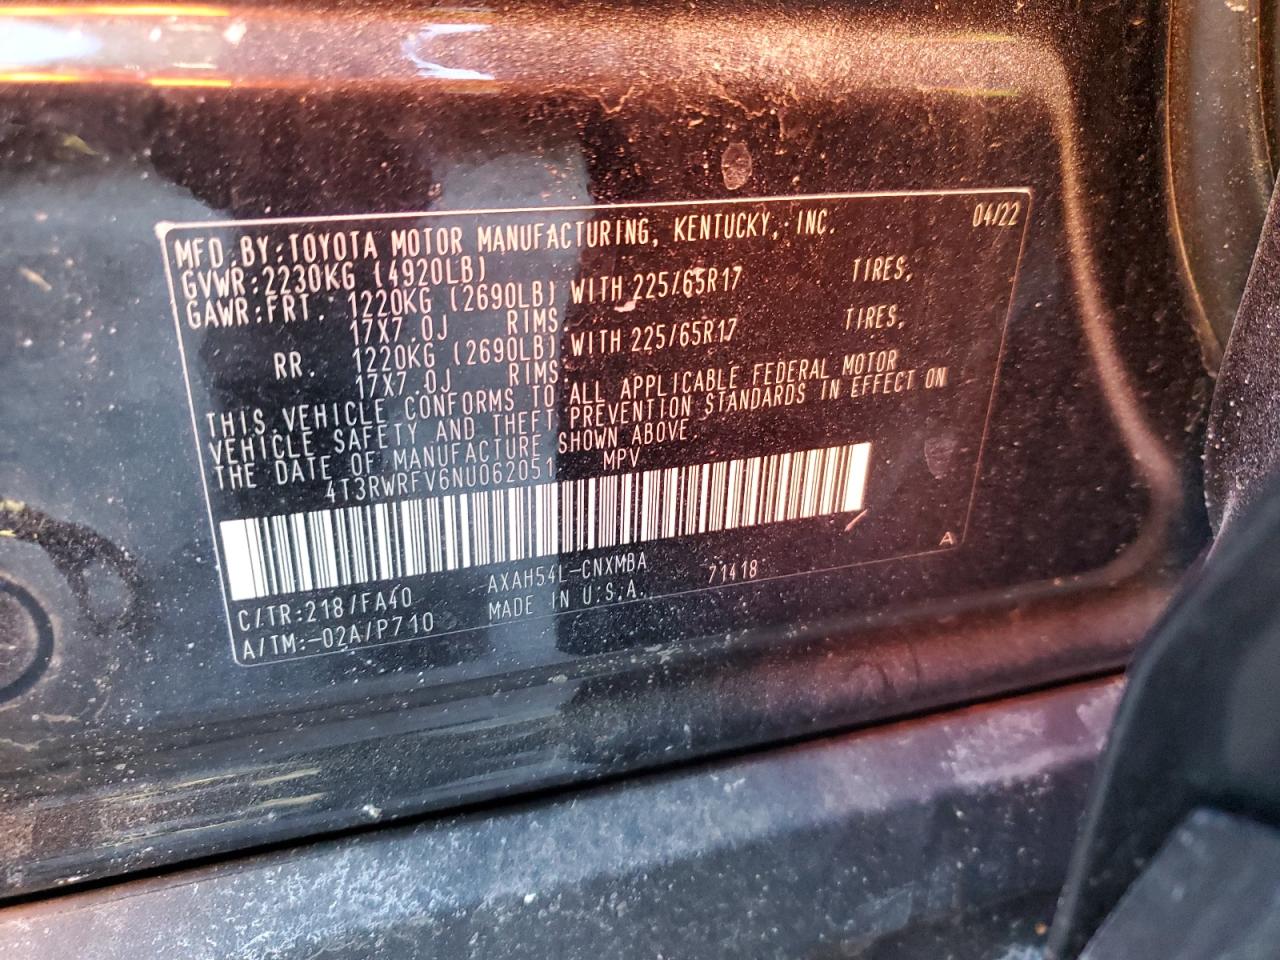 MFD.BY:TOYOTA MOTOR MANUFACTURING, KENTUCKY, INC. 04/22
GVWR:2230KG (4920LB)
GAWR:FRT. 1220KG (2690LB) WITH 225/65R17 TIRES,
17X7.0J RIMS.
RR. 1220KG (2690LB) WITH 225/65R17 TIRES,
17X7.0J RIMS.
THIS VEHICLE CONFORMS TO ALL APPLICABLE FEDERAL MOTOR
VEHICLE SAFETY AND THEFT PREVENTION STANDARDS IN EFFECT ON
THE DATE OF MANUFACTURE SHOWN ABOVE.
4T3RWRFV6NU062051 MPV
C/TR:218/FA40 AXAH54L-CNXMBA 71418 A
A/TM:-02A/P710 MADE IN U.S.A.